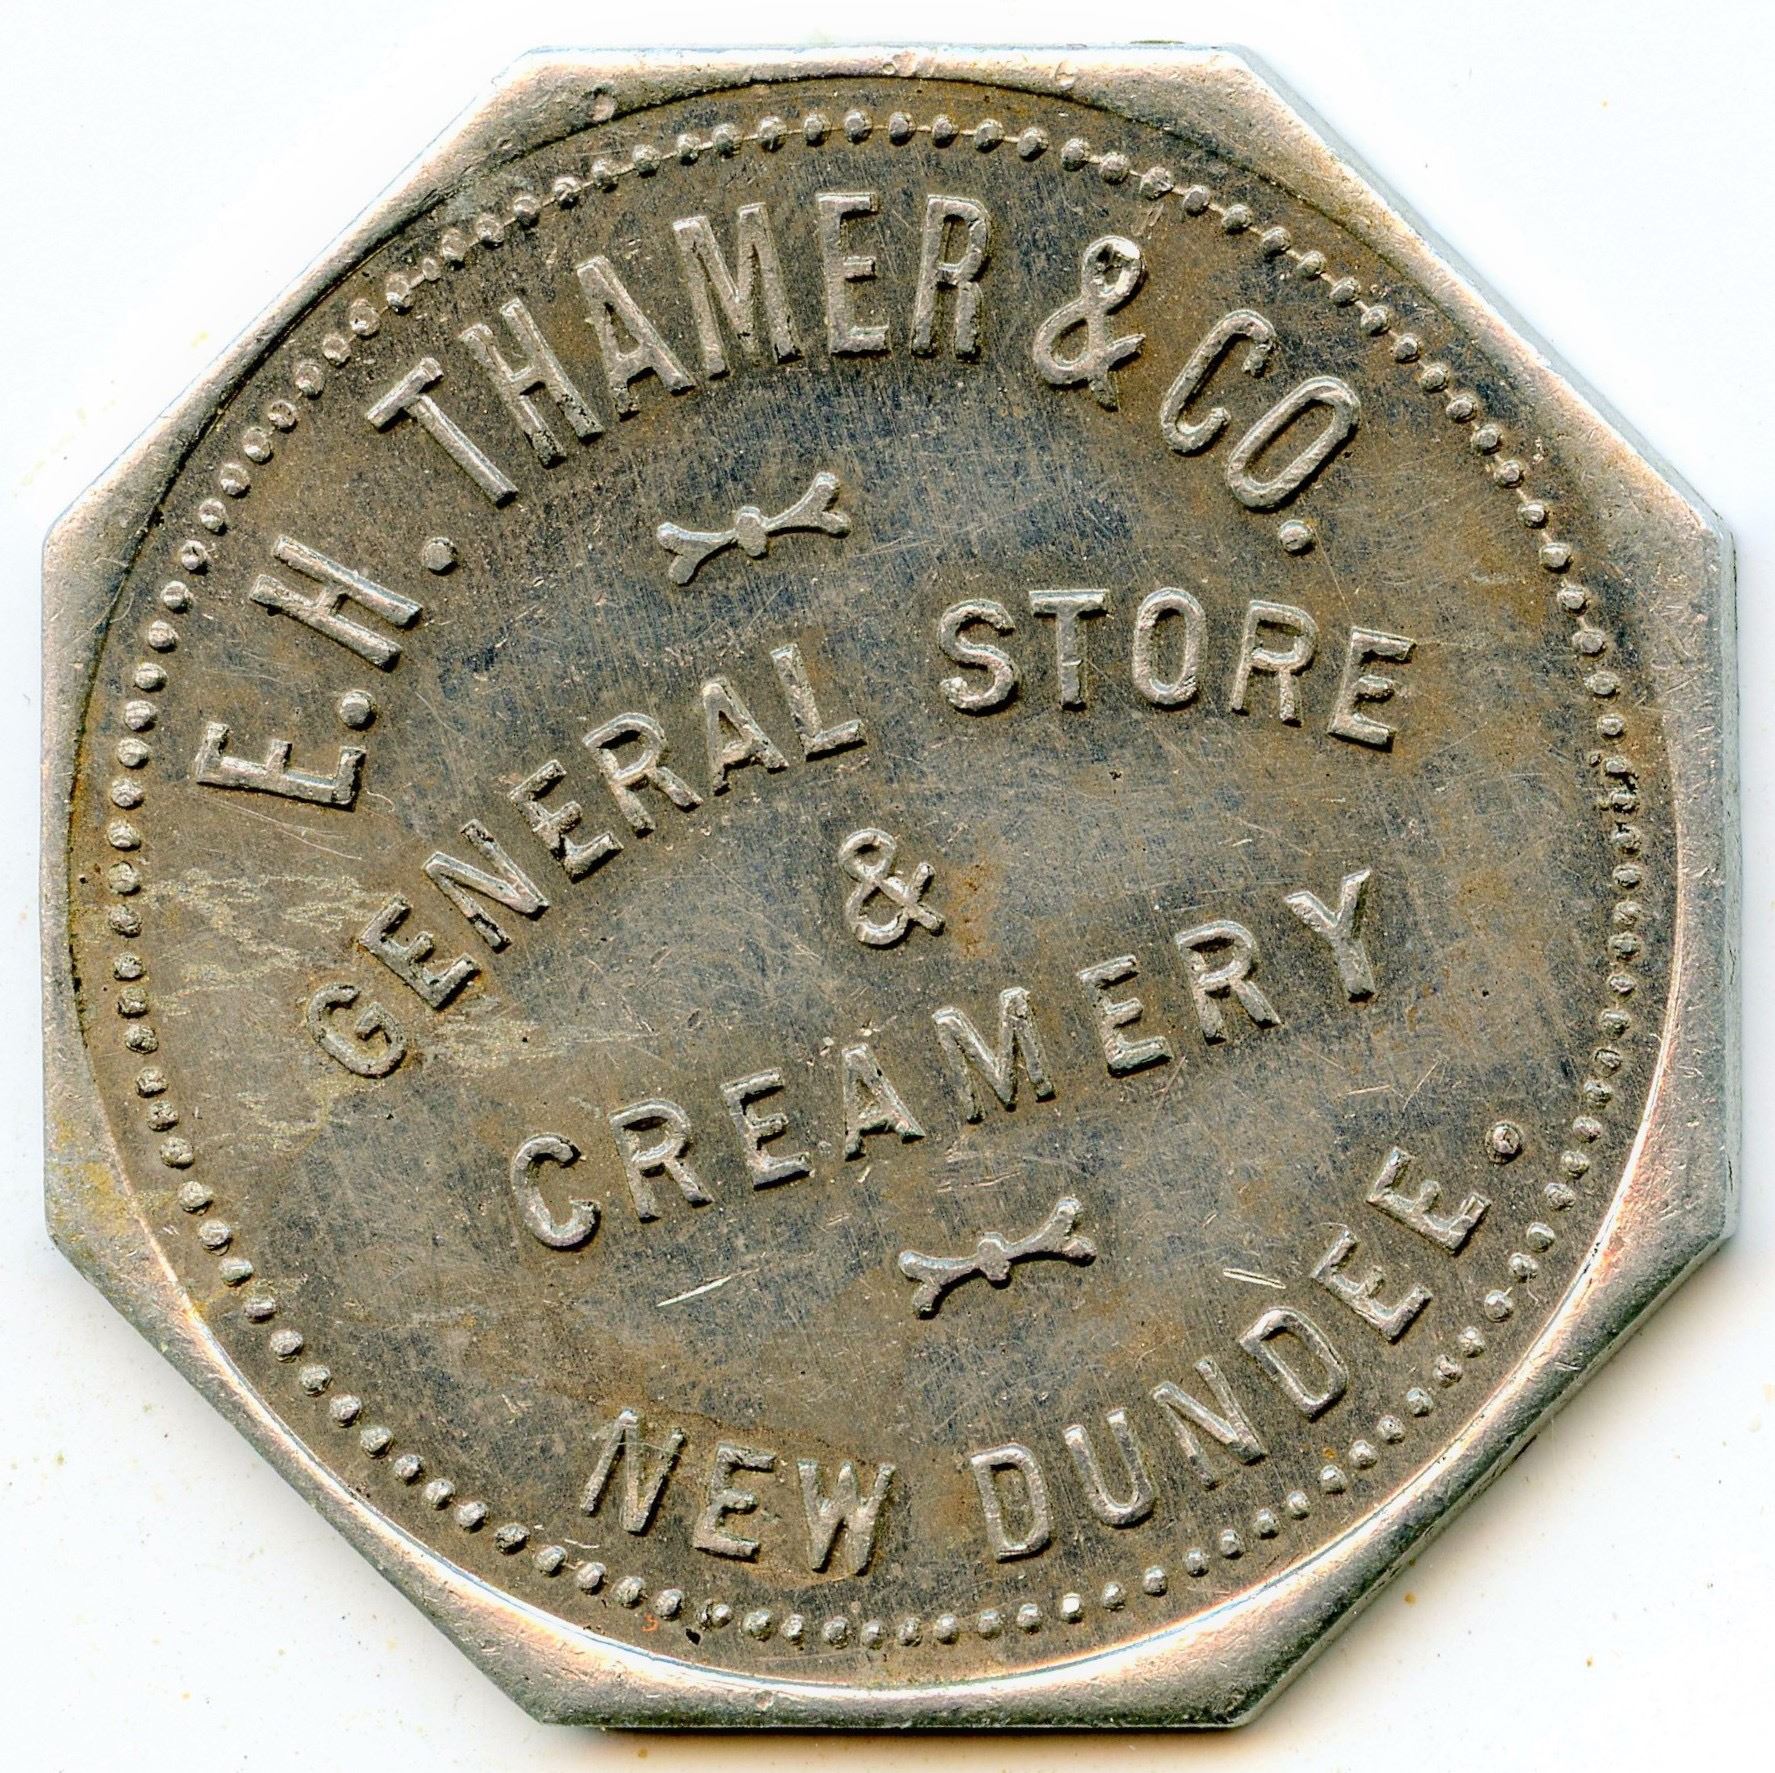 E.H. THAMER & CO.
GENERAL STORE
&
CREAMERY
NEW DUNDEE.